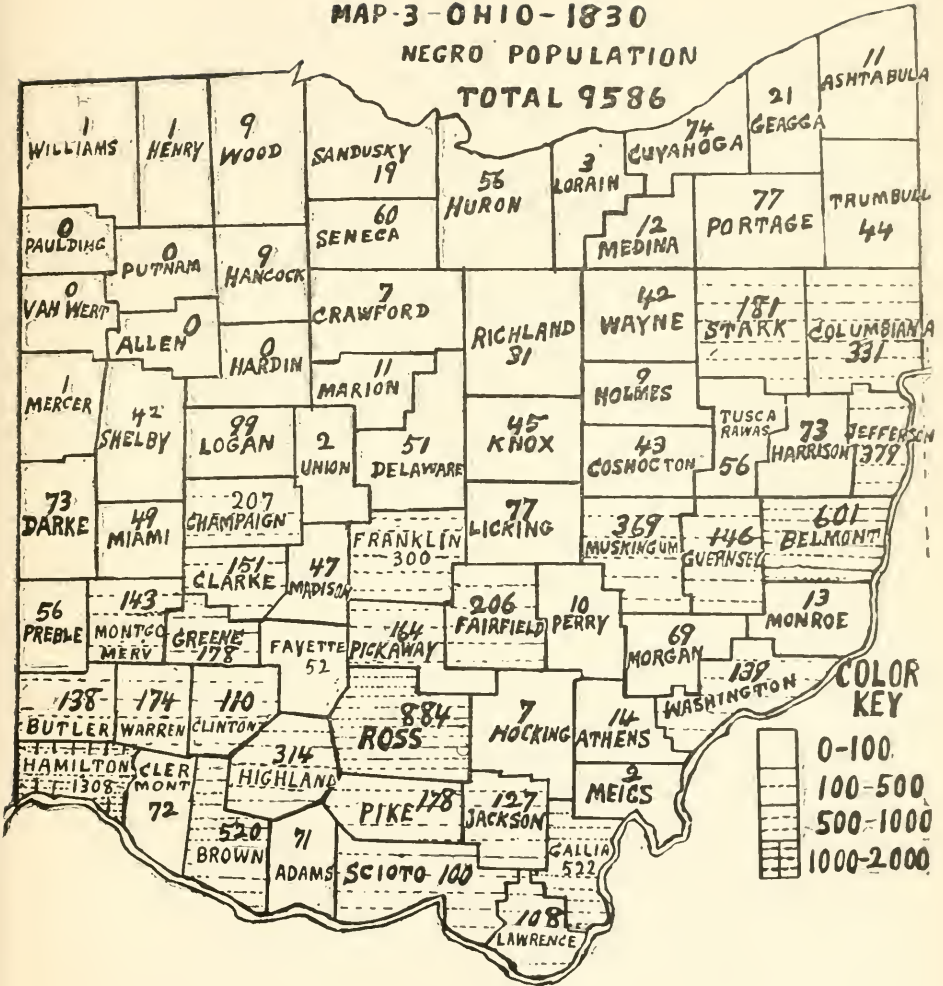 MAP-3-OHIO-1830
NEGRO POPULATION
TOTAL 9586
1
WILLIAMS
1
HENRY
9
WOOD
SANDUSKY
19
56
HURON
3
LORAIN
74
CUYAHOGA
21
GEAGGA
11
ASHTABULA
0
PAULDING
0
PUTNAM
9
HANCOCK
60
SENECA
12
MEDINA
77
PORTAGE
TRUMBULL
44
0
VAN WERT
0
ALLEN
0
HARDIN
7
CRAWFORD
RICHLAND
31
42
WAYNE
181
STARK
COLUMBIANA
331
1
MERCER
42
SHELBY
99
LOGAN
2
UNION
11
MARION
51
DELAWARE
45
KNOX
9
HOLMES
43
COSHOCTON
TUSCA
RAWAS
56
73
HARRISON
JEFFERSON
379
73
DARKE
49
MIAMI
207
CHAMPAIGN
151
CLARKE
47
MADISON
FRANKLIN
300
77
LICKING
369
MUSKINGUM
146
GUERNSEY
601
BELMONT
56
PREBLE
143
MONTGO
MERY
GREENE
178
FAYETTE
52
164
PICKAWAY
206
FAIRFIELD
10
PERRY
69
MORGAN
13
MONROE
139
WASHINGTON
138
BUTLER
174
WARREN
110
CLINTON
884
ROSS
7
HOCKING
14
ATHENS
2
MEIGS
HAMILTON
1308
CLER
MONT
72
314
HIGHLAND
PIKE 178
127
JACKSON
GALLIA
522
520
BROWN
71
ADAMS
SCIOTO 100
108
LAWRENCE
COLOR
KEY
0-100
100-500
500-1000
1000-2000